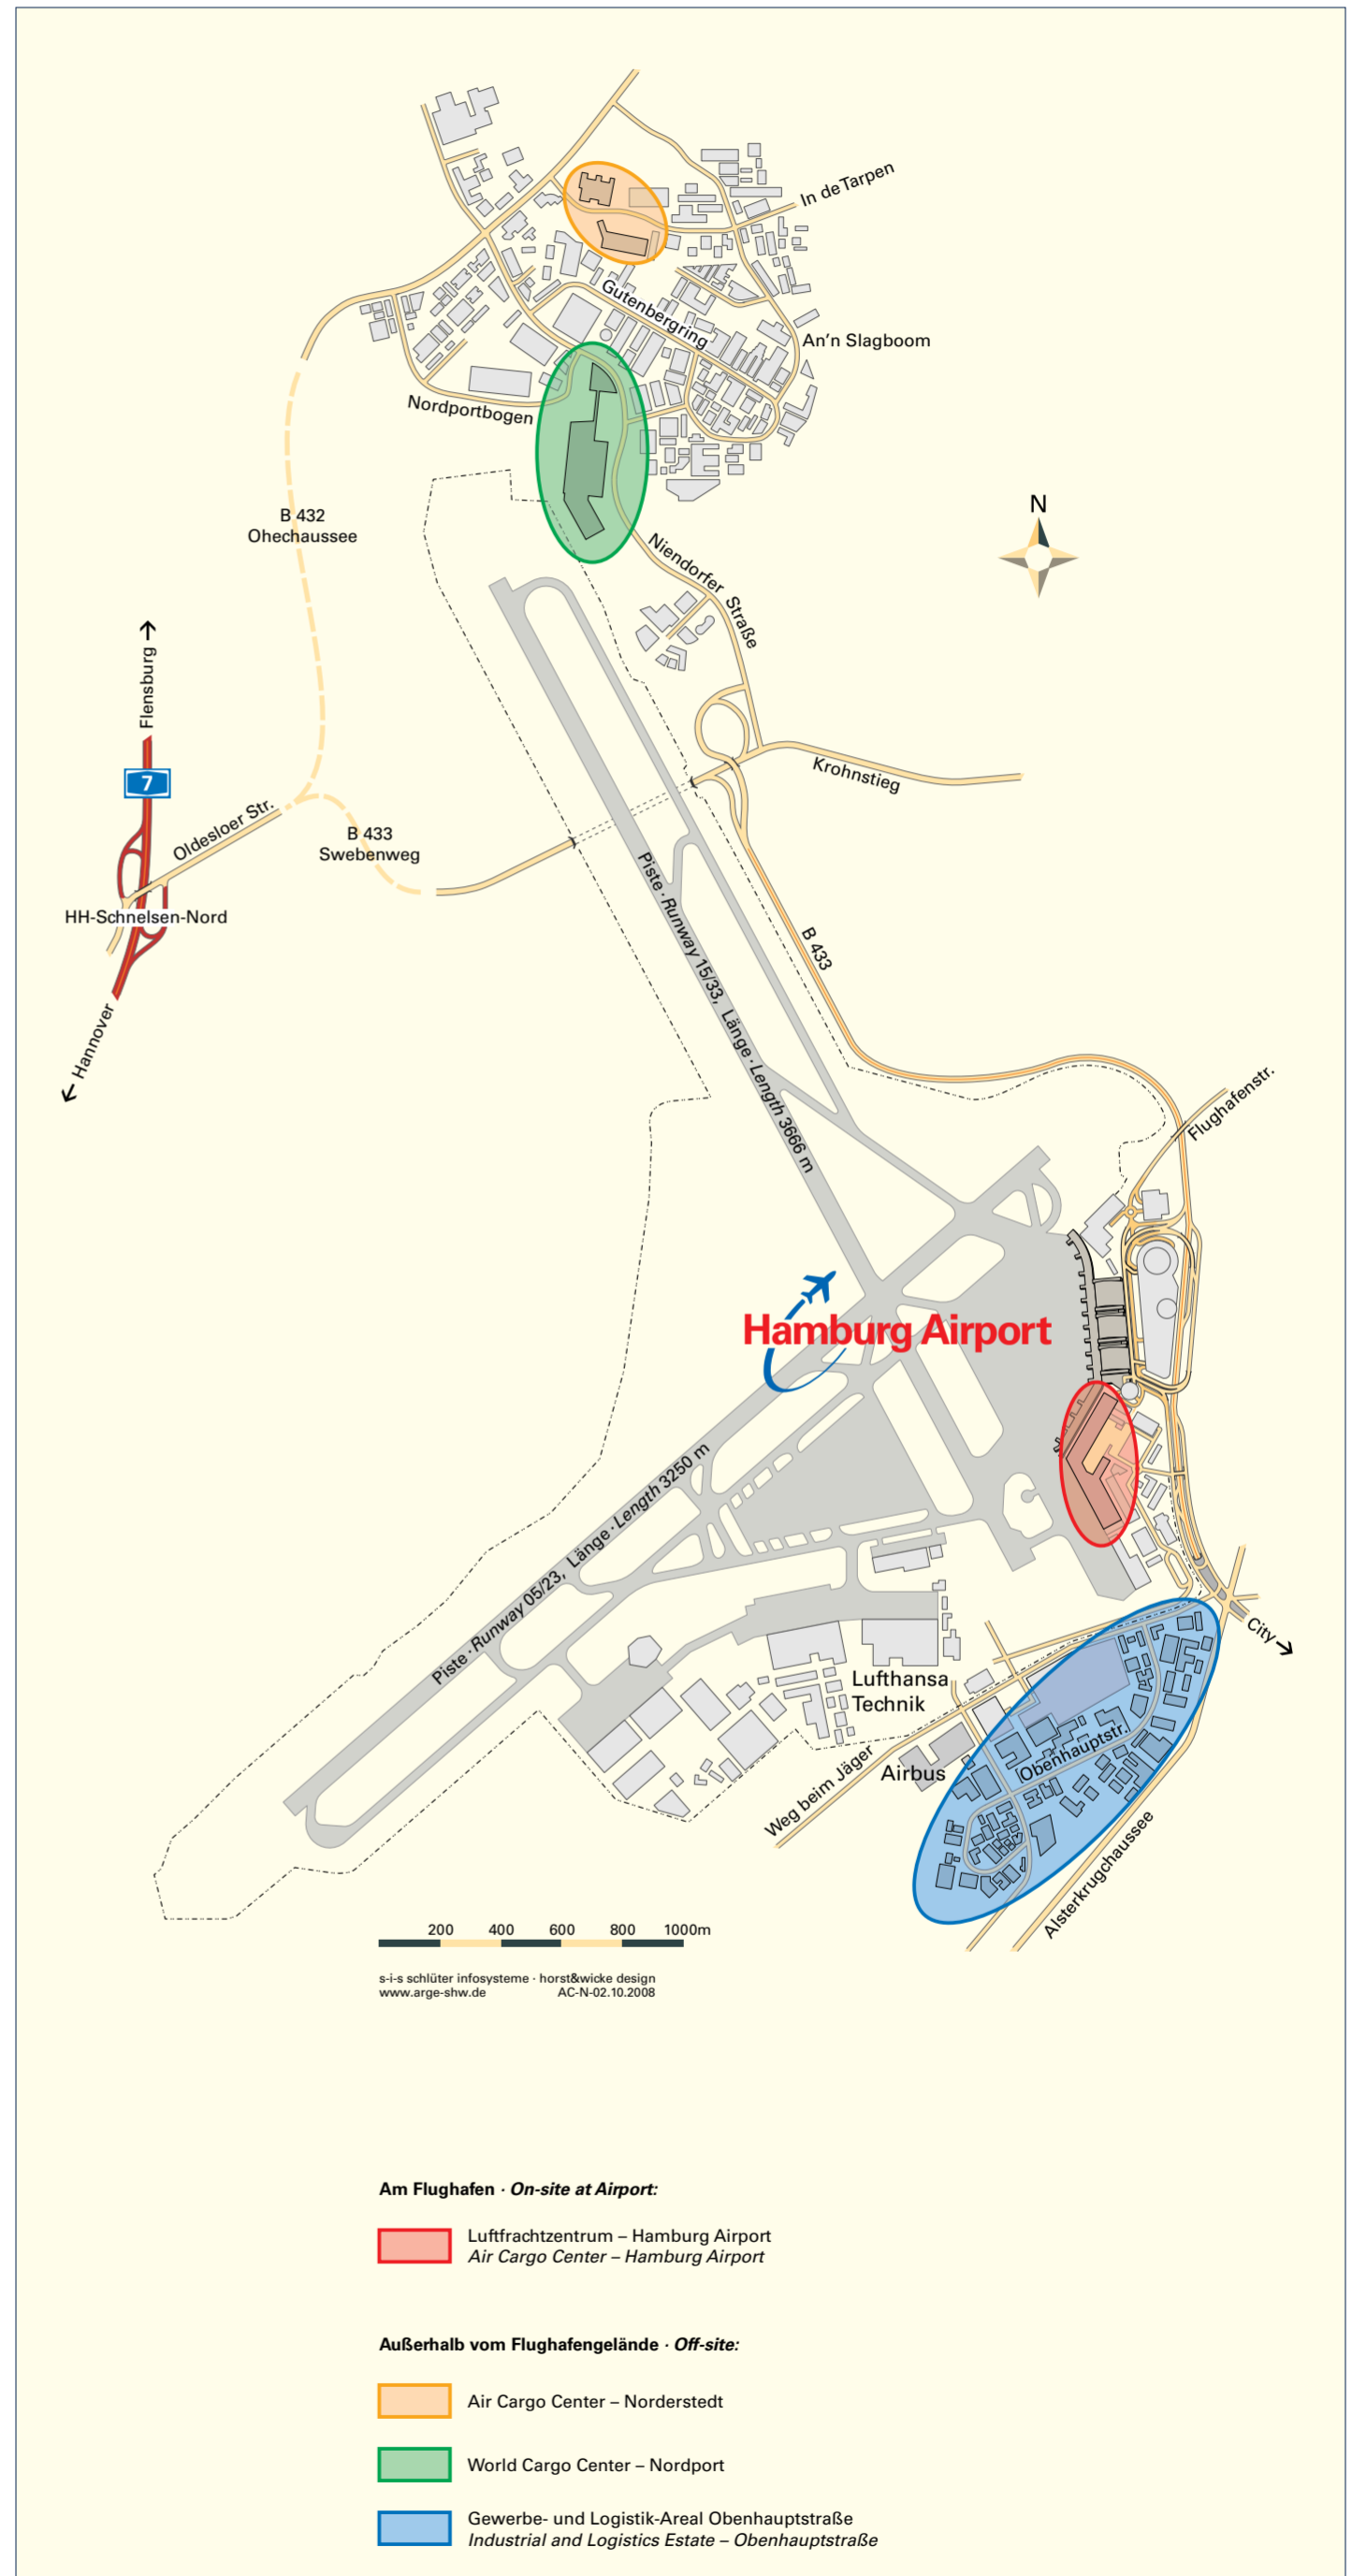 In de Tarpen
Gutenbergring
An’n Slagboom
Nordportbogen
N
B 432
Ohechaussee
Niendorfer Straße
Flensburg
7
Krohnstieg
Oldesloer Str.
B 433
Swebenweg
HH-Schnelsen-Nord
B 433
Piste · Runway 15/33, Länge · Length 3666 m
Hannover
Flughafenstr.
Hamburg Airport
Piste · Runway 05/23, Länge · Length 3250 m
City
Lufthansa
Technik
Obenhauptstr.
Airbus
Weg beim Jäger
Alsterkrugchaussee
200 400 600 800 1000m
s-i-s schlüter infosysteme · horst&wicke design
www.arge-shw.de AC-N-02.10.2008
Am Flughafen · On-site at Airport:
Luftfrachtzentrum – Hamburg Airport
Air Cargo Center – Hamburg Airport
Außerhalb vom Flughafengelände · Off-site:
Air Cargo Center – Norderstedt
World Cargo Center – Nordport
Gewerbe- und Logistik-Areal Obenhauptstraße
Industrial and Logistics Estate – Obenhauptstraße